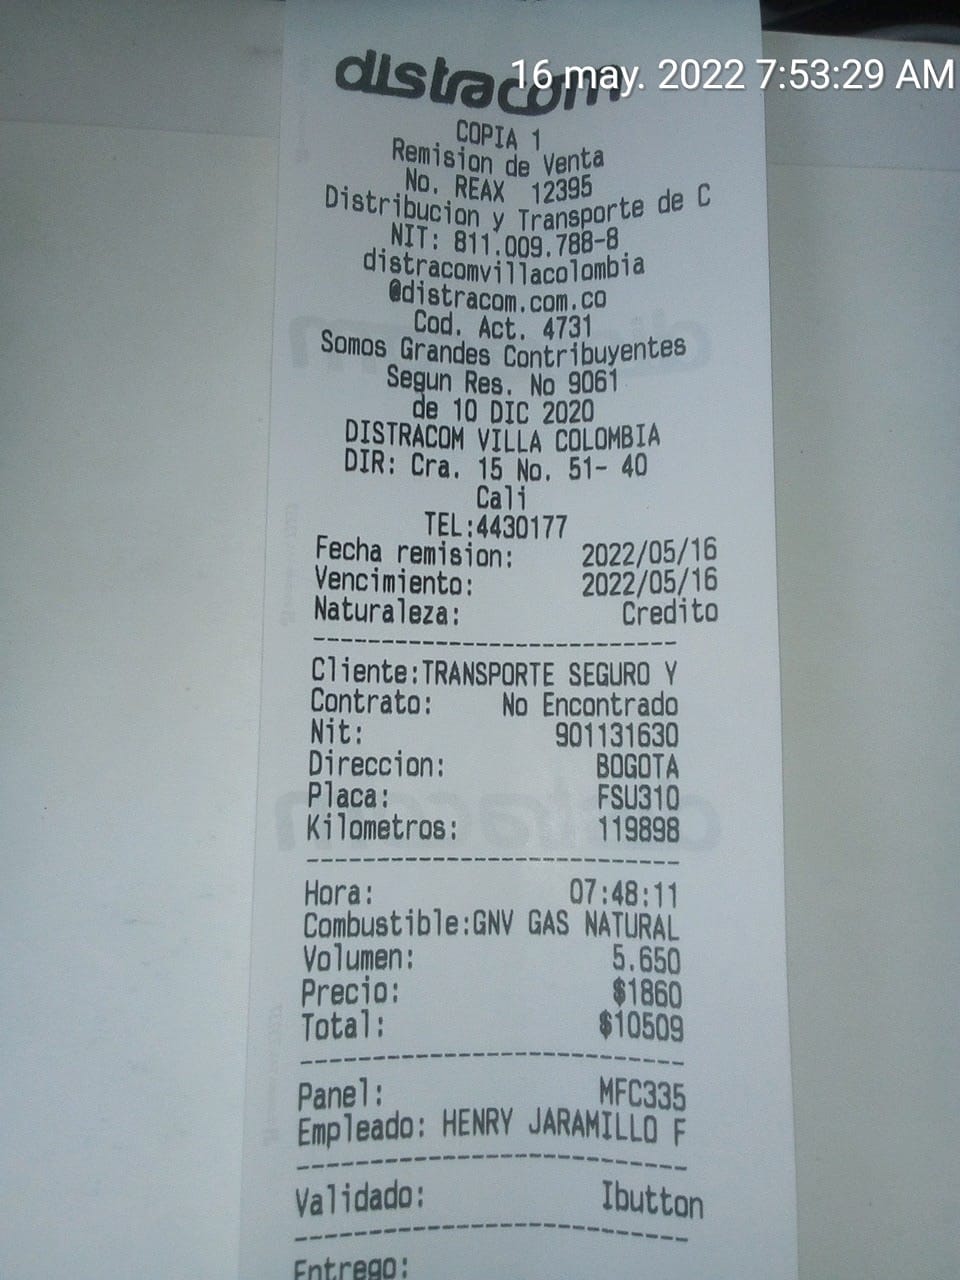 distracom
16 may. 2022 7:53:29 AM
COPIA 1
Remision de Venta
No. REAX 12395
Distribucion y Transporte de C
NIT: 811.009.788-8
distracomvillacolombia
@distracom.com.co
Cod. Act. 4731
Somos Grandes Contribuyentes
Segun Res. No 9061
de 10 DIC 2020
DISTRACOM VILLA COLOMBIA
DIR: Cra. 15 No. 51- 40
Cali
TEL:4430177
Fecha remision: 2022/05/16
Vencimiento: 2022/05/16
Naturaleza: Credito
----------------------------
Cliente:TRANSPORTE SEGURO Y
Contrato: No Encontrado
Nit: 901131630
Direccion: BOGOTA
Placa: FSU310
Kilometros: 119898
----------------------------
Hora: 07:48:11
Combustible:GNV GAS NATURAL
Volumen: 5.650
Precio: $1860
Total: $10509
----------------------------
Panel: MFC335
Empleado: HENRY JARAMILLO F
----------------------------
Validado: Ibutton
----------------------------
Entrego: